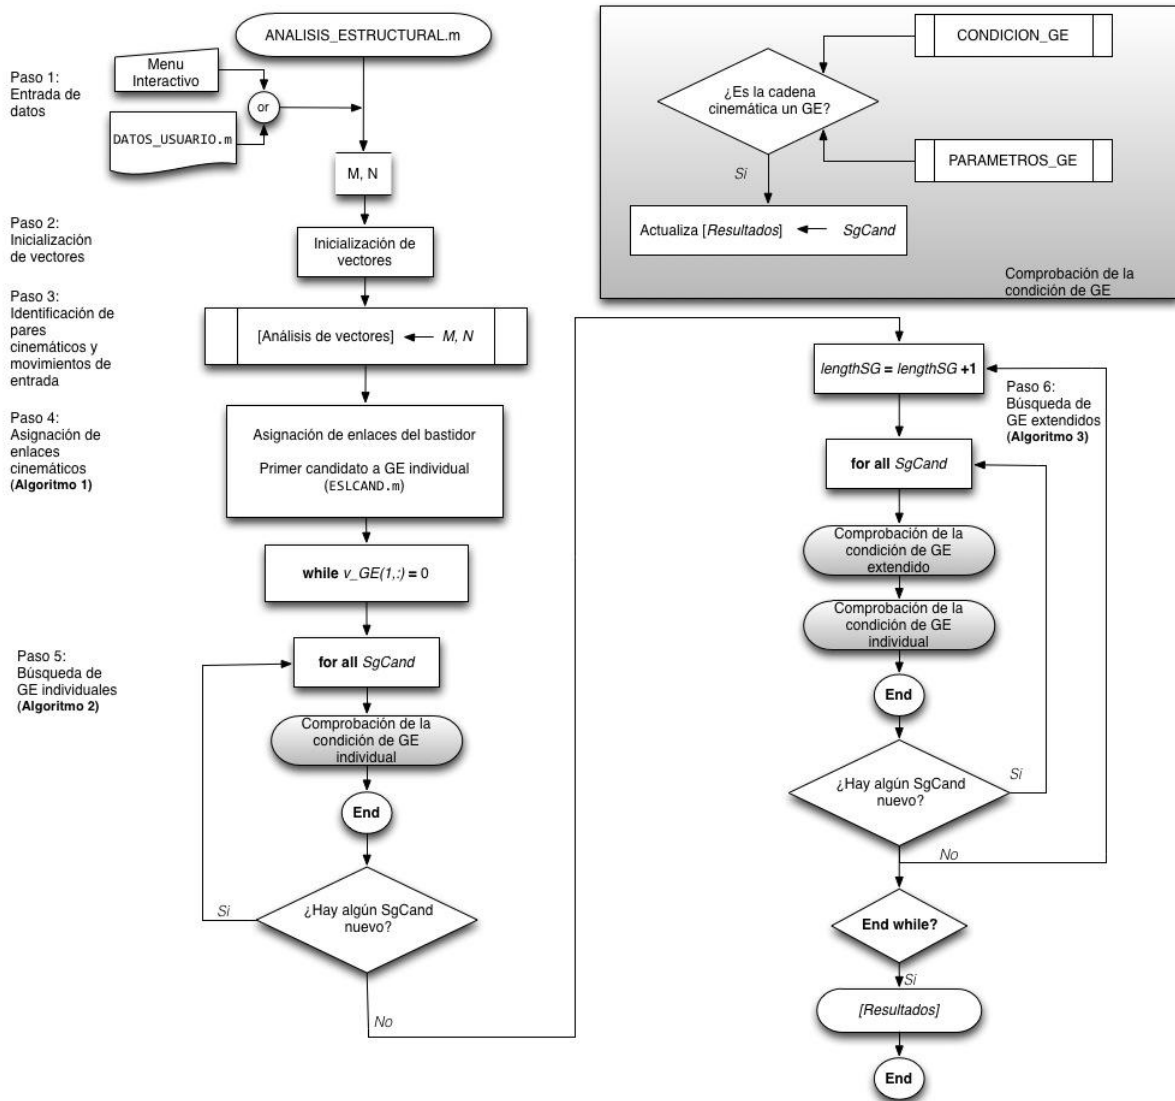 ANALISIS_ESTRUCTURAL.m
Paso 1:
Entrada de
datos
Menu
Interactivo
or
DATOS_USUARIO.m
M, N
Paso 2:
Inicialización
de vectores
Inicialización de
vectores
Paso 3:
Identificación de
pares
cinemáticos y
movimientos de
entrada
[Análisis de vectores]
M, N
Paso 4:
Asignación de
enlaces
cinemáticos
(Algoritmo 1)
Asignación de enlaces del bastidor
Primer candidato a GE individual
(ESLCAND.m)
while v_GE(1,:) = 0
Paso 5:
Búsqueda de
GE individuales
(Algoritmo 2)
for all SgCand
Comprobación de la
condición de GE
individual
End
¿Hay algún SgCand
nuevo?
Si
No
CONDICION_GE
¿Es la cadena
cinemática un GE?
PARAMETROS_GE
Si
Actualiza [Resultados]
SgCand
Comprobación de la
condición de GE
lengthSG = lengthSG +1
Paso 6:
Búsqueda de
GE extendidos
(Algoritmo 3)
for all SgCand
Comprobación de la
condición de GE
extendido
Comprobación de la
condición de GE
individual
End
¿Hay algún SgCand
nuevo?
Si
No
End while?
Si
[Resultados]
End